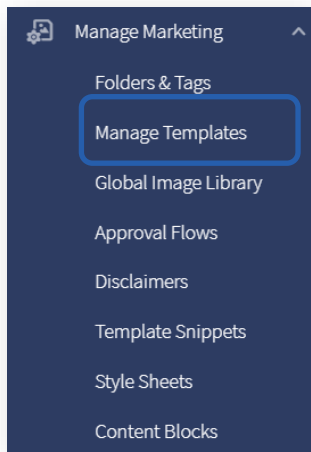 Manage Marketing
Folders & Tags
Manage Templates
Global Image Library
Approval Flows
Disclaimers
Template Snippets
Style Sheets
Content Blocks